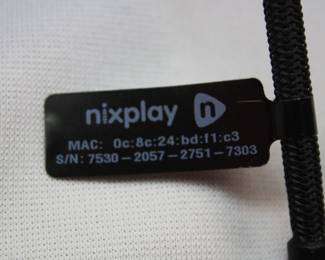 nixplay n
MAC: 0c:8c:24:bd:f1:c3
S/N: 7530-2057-2751-7303